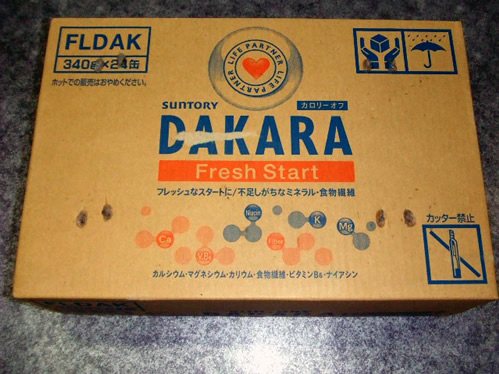 FLDAK
340g×24缶
ホットでの販売はおやめください。
LIFE PARTNER LIFE PARTNER
SUNTORY
カロリーオフ
DAKARA
Fresh Start
フレッシュなスタートに/不足しがちなミネラル・食物繊維
Ca
V.B6
Niacin
Fiber
K
Mg
カルシウム・マグネシウム・カリウム・食物繊維・ビタミンB6・ナイアシン
カッター禁止
FLDAK